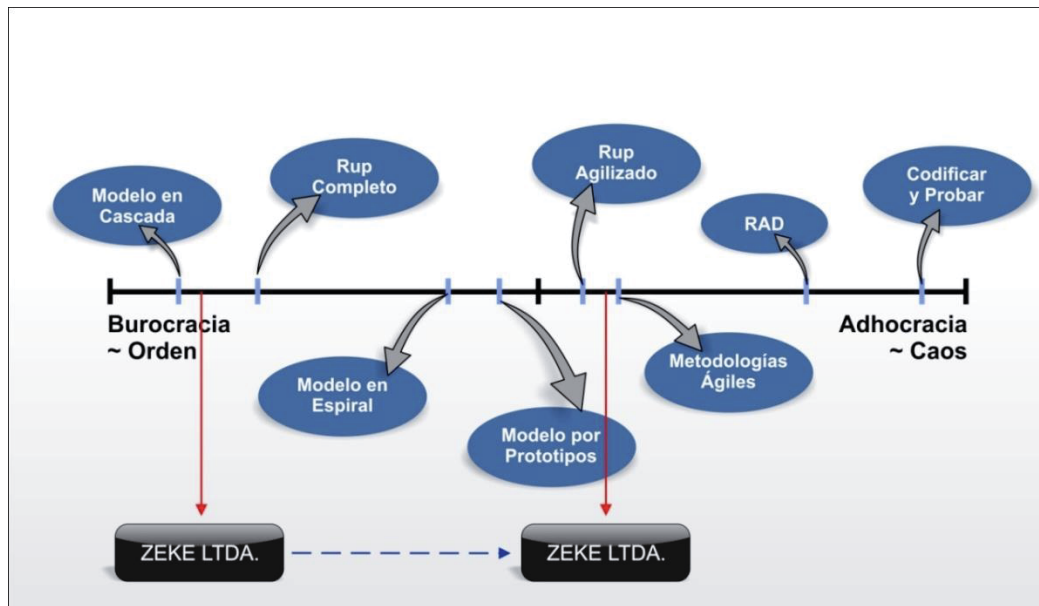 Modelo en
Cascada
Rup
Completo
Rup
Agilizado
RAD
Codificar
y Probar
Burocracia
~ Orden
Adhocracia
~ Caos
Modelo en
Espiral
Modelo por
Prototipos
Metodologías
Ágiles
ZEKE LTDA.
ZEKE LTDA.